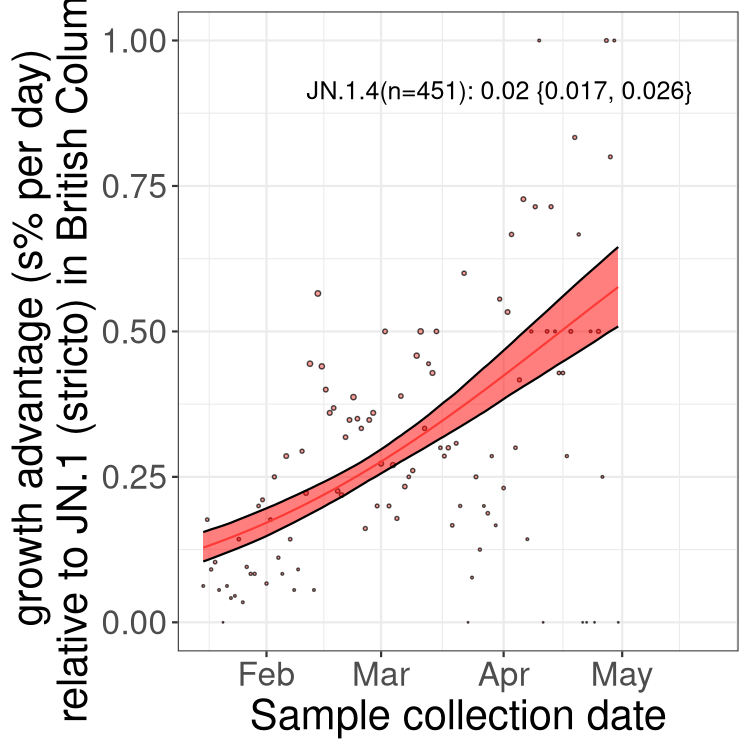 growth advantage (s% per day)
relative to JN.1 (stricto) in British Colum
1.00
0.75
0.50
0.25
0.00
JN.1.4(n=451): 0.02 {0.017, 0.026}
Feb Mar Apr May
Sample collection date